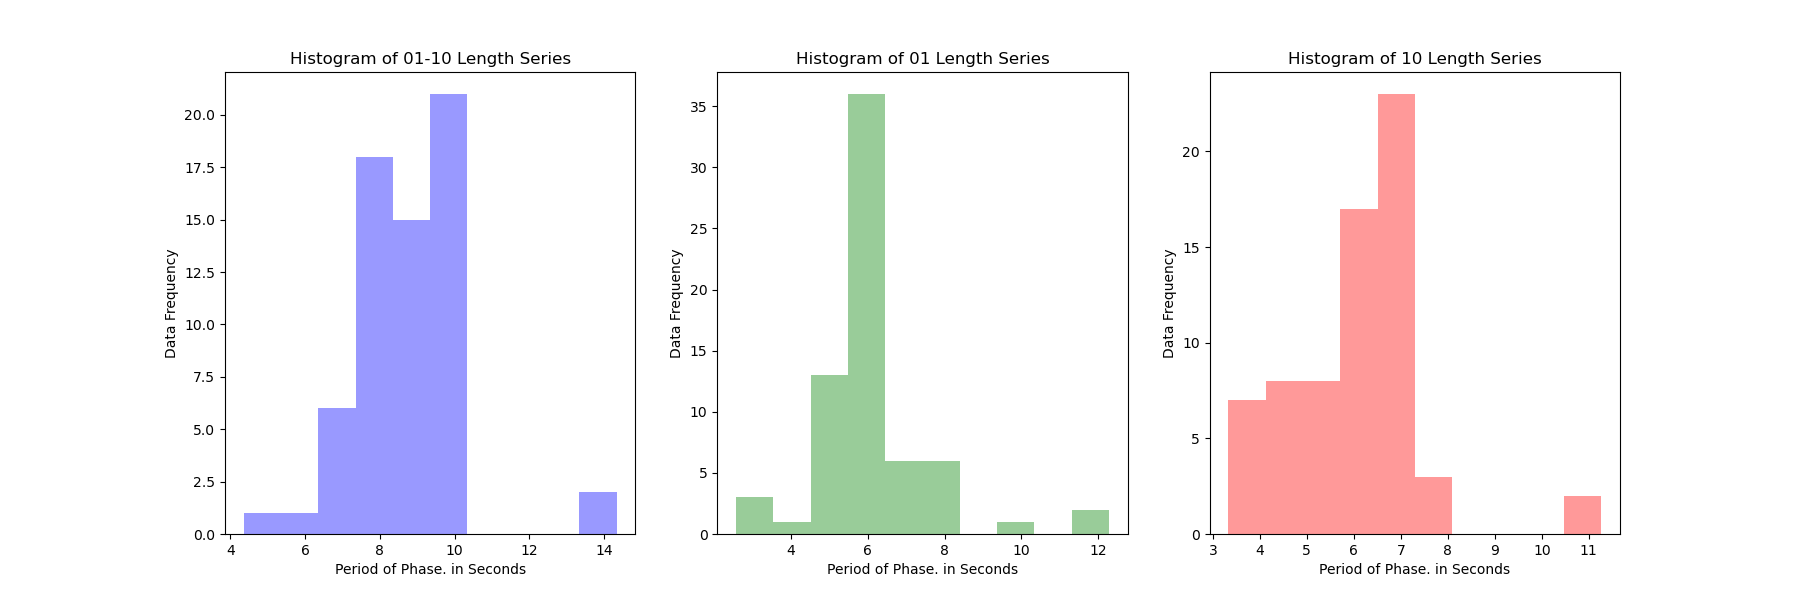 Histogram of 01-10 Length Series
20.0
17.5
15.0
12.5
10.0
7.5
5.0
2.5
0.0
Data Frequency
4 6 8 10 12 14
Period of Phase. in Seconds
Histogram of 01 Length Series
35
30
25
20
15
10
5
0
Data Frequency
4 6 8 10 12
Period of Phase. in Seconds
Histogram of 10 Length Series
20
15
10
5
0
Data Frequency
3 4 5 6 7 8 9 10 11
Period of Phase. in Seconds